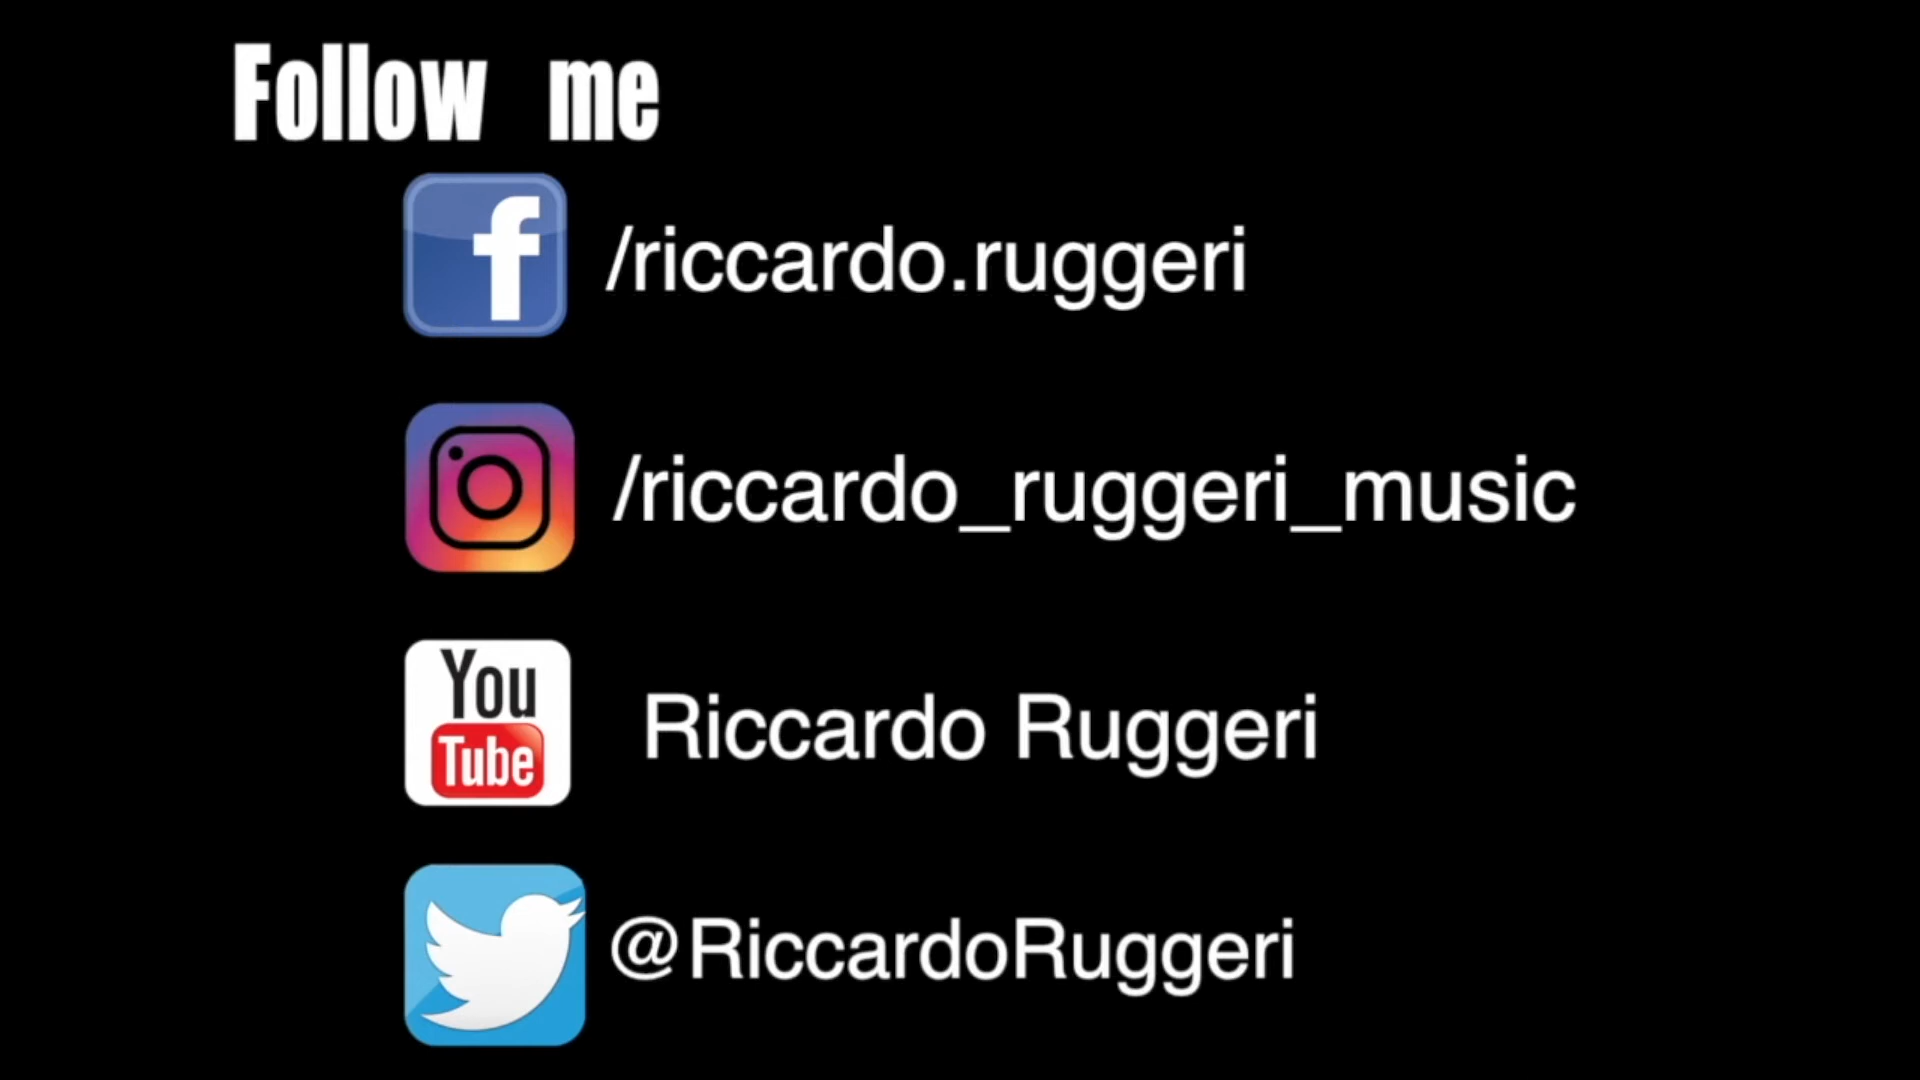 Follow me
f
/riccardo.ruggeri
/riccardo_ruggeri_music
You
Tube
Riccardo Ruggeri
@RiccardoRuggeri